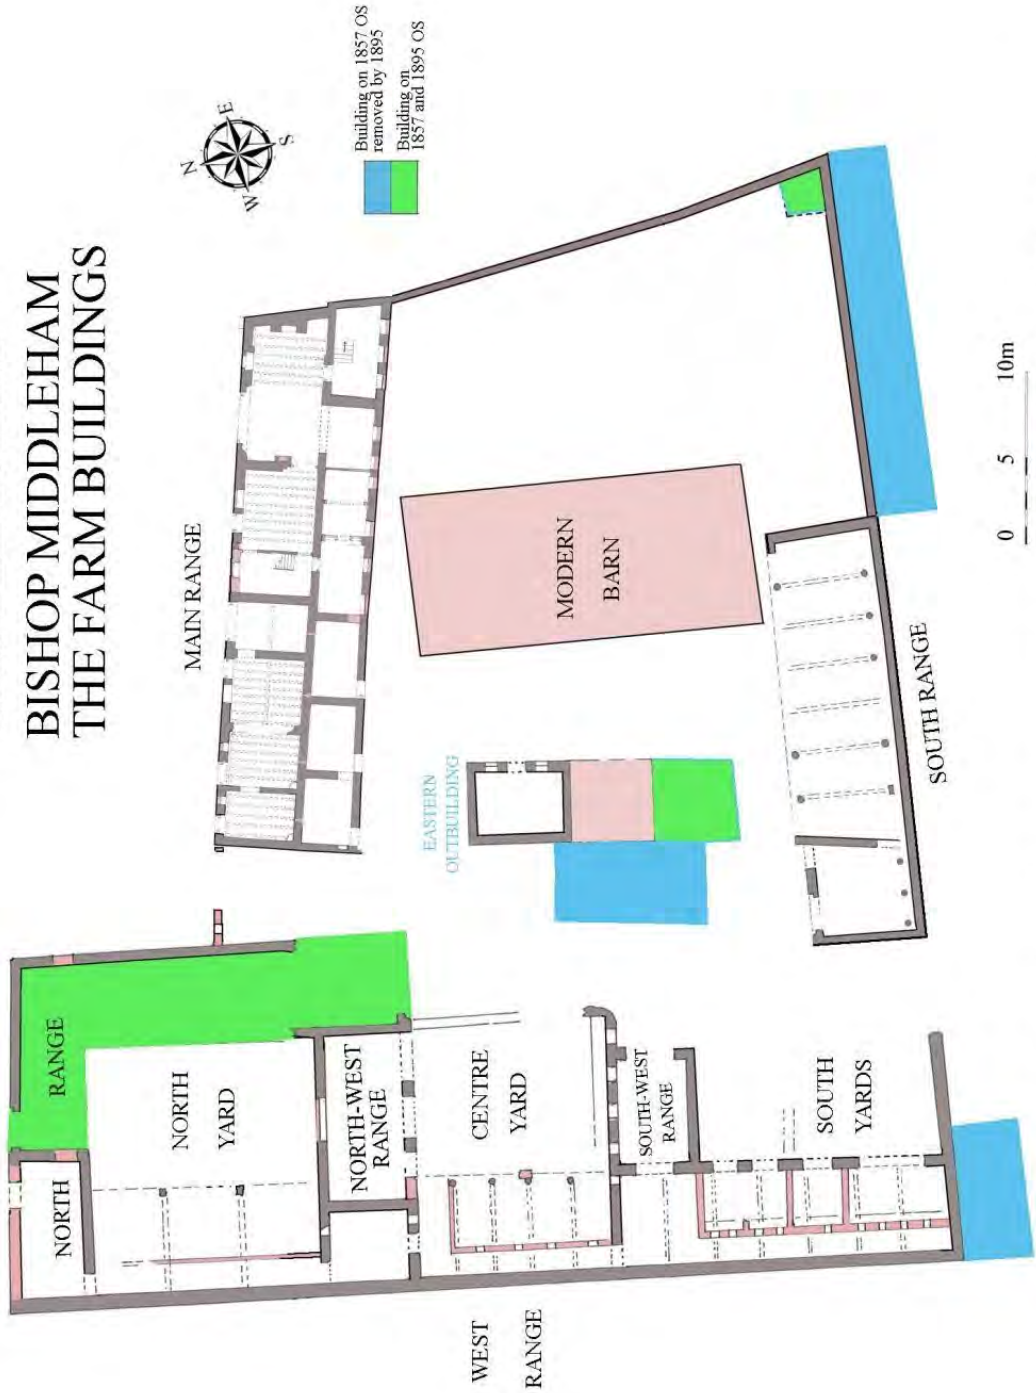 BISHOP MIDDLEHAM
THE FARM BUILDINGS
N
E
S
W
Building on 1857 OS
removed by 1895
Building on
1857 and 1895 OS
MAIN RANGE
MODERN
BARN
EASTERN
OUTBUILDING
SOUTH RANGE
NORTH
RANGE
NORTH
YARD
NORTH-WEST
RANGE
CENTRE
YARD
SOUTH-WEST
RANGE
SOUTH
YARDS
WEST
RANGE
0 5 10m